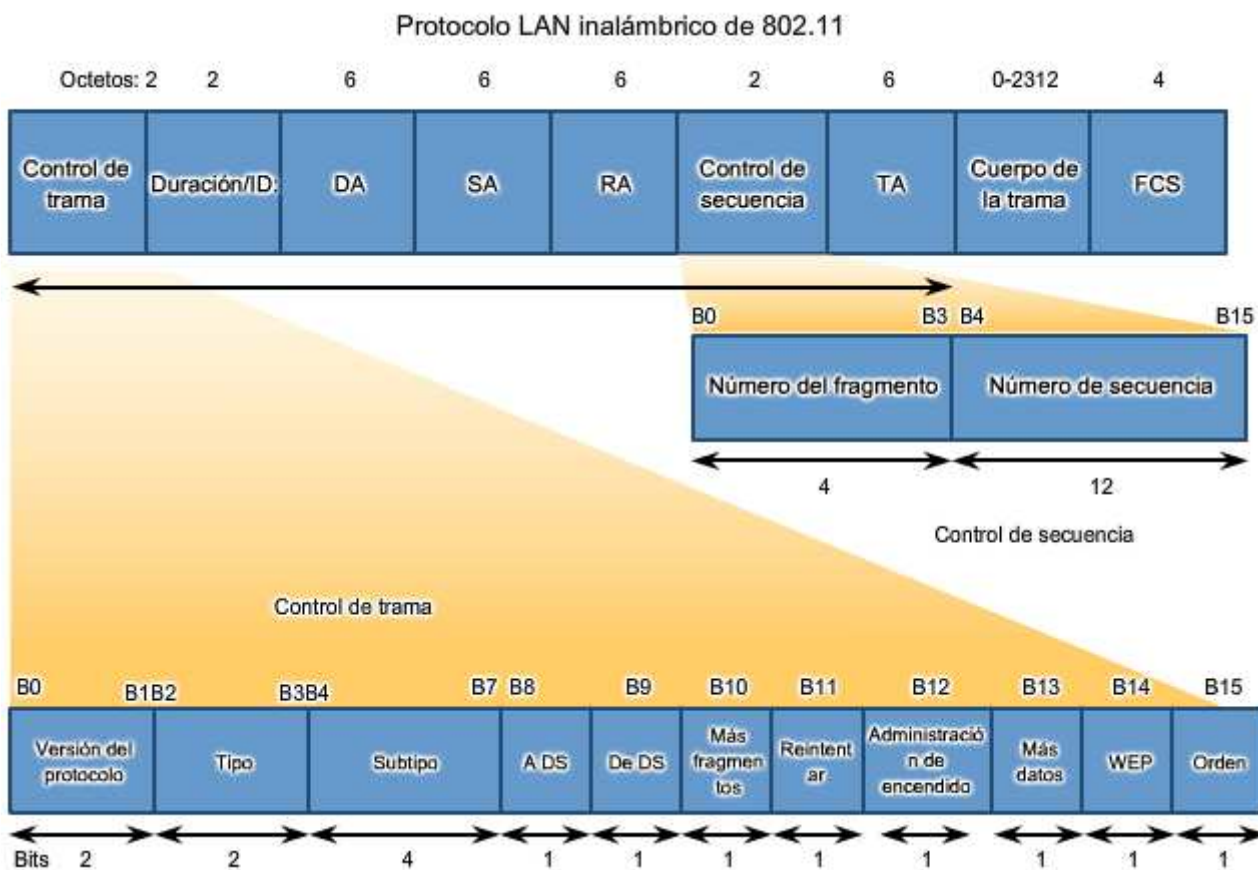 Protocolo LAN inalámbrico de 802.11
Octetos: 2 2 6 6 6 2 6 0-2312 4
Control de
trama
Duración/ID:
DA
SA
RA
Control de
secuencia
TA
Cuerpo de
la trama
FCS
B0 B3 B4 B15
Número del fragmento
Número de secuencia
4 12
Control de secuencia
Control de trama
B0 B1B2 B3B4 B7 B8 B9 B10 B11 B12 B13 B14 B15
Versión del
protocolo
Tipo
Subtipo
A DS
De DS
Más
fragmen
tos
Reintent
ar
Administració
n de
encendido
Más
datos
WEP
Orden
Bits 2 2 4 1 1 1 1 1 1 1 1